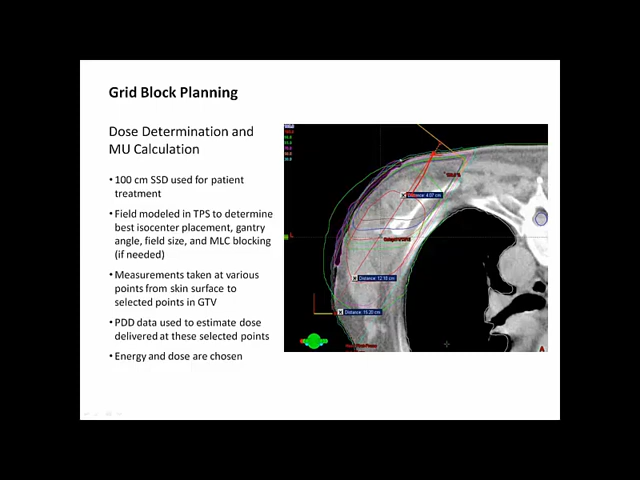 Grid Block Planning
Dose Determination and
MU Calculation
• 100 cm SSD used for patient
treatment
• Field modeled in TPS to determine
best isocenter placement, gantry
angle, field size, and MLC blocking
(if needed)
• Measurements taken at various
points from skin surface to
selected points in GTV
• PDD data used to estimate dose
delivered at these selected points
• Energy and dose are chosen
Distance: 4.07 cm
Distance: 12.18 cm
Distance: 15.20 cm
A